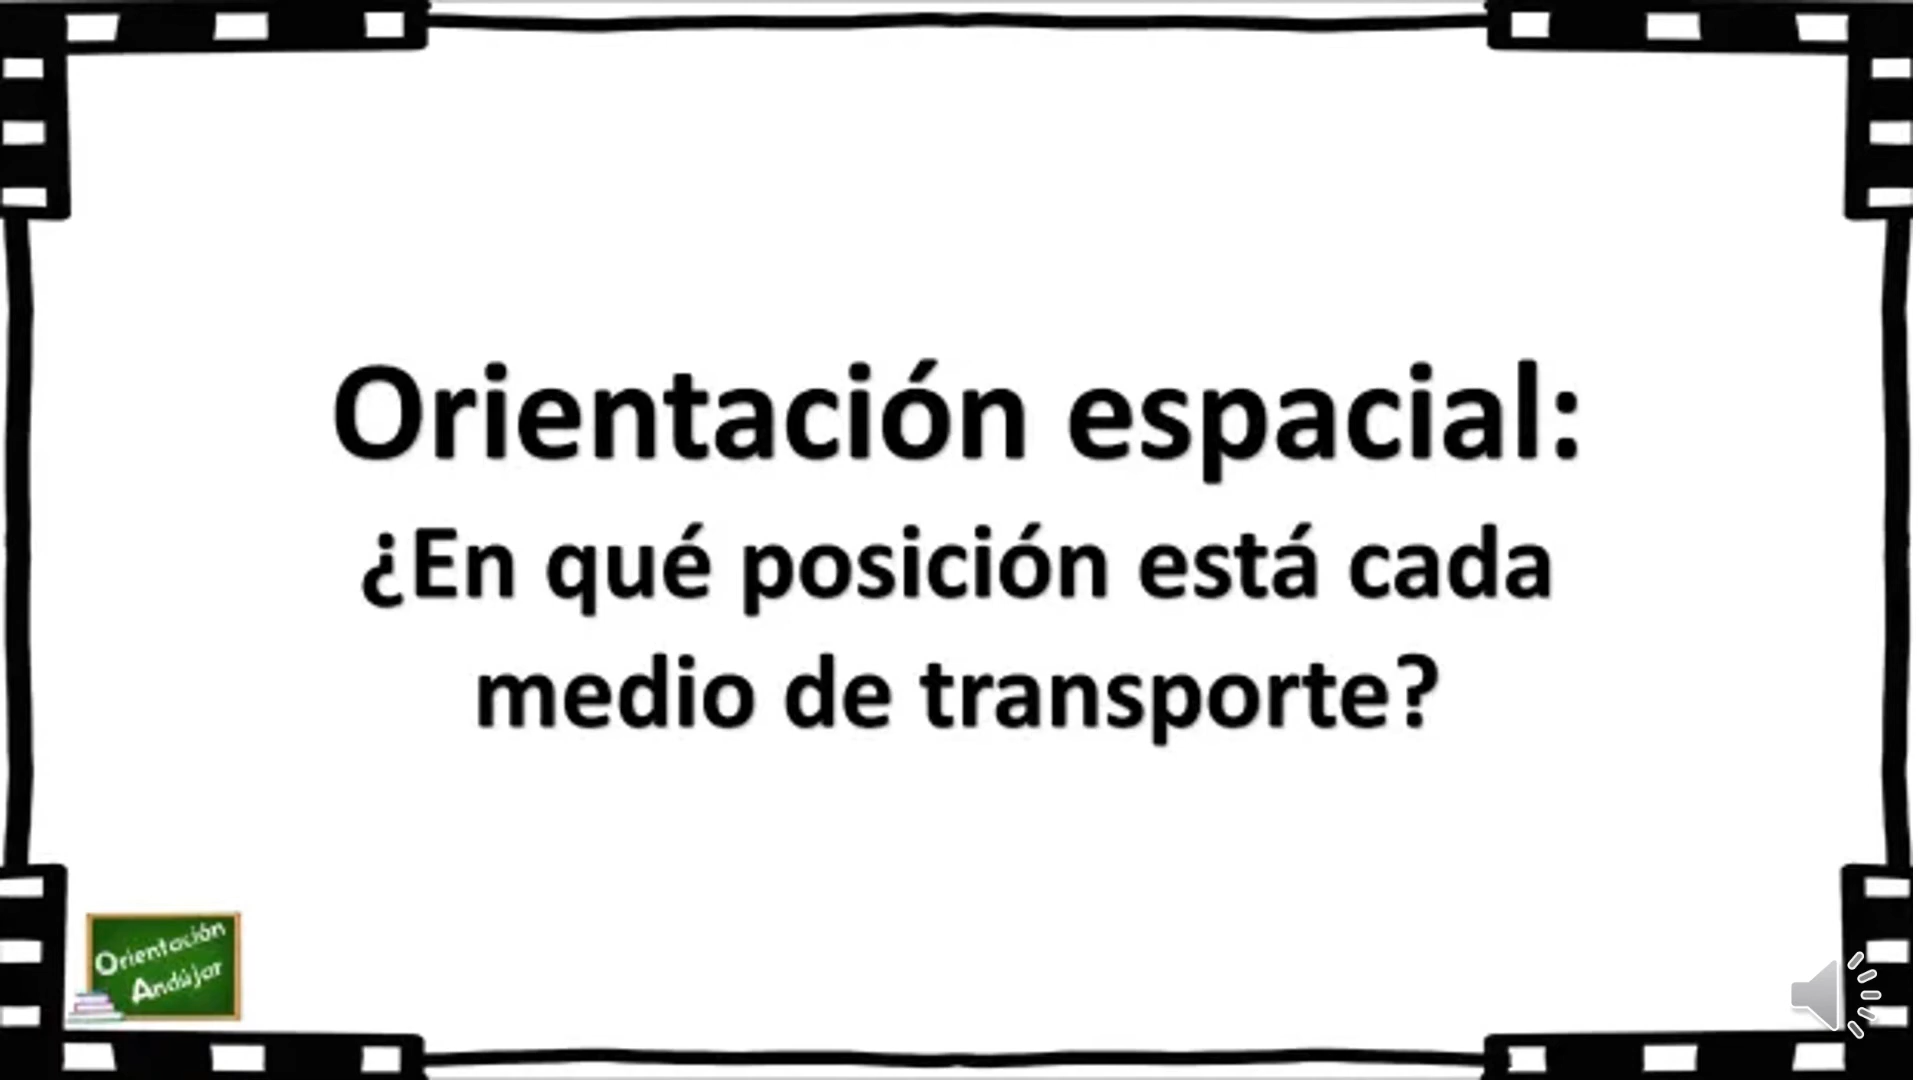 Orientación espacial:
¿En qué posición está cada
medio de transporte?
Orientación
Andújar